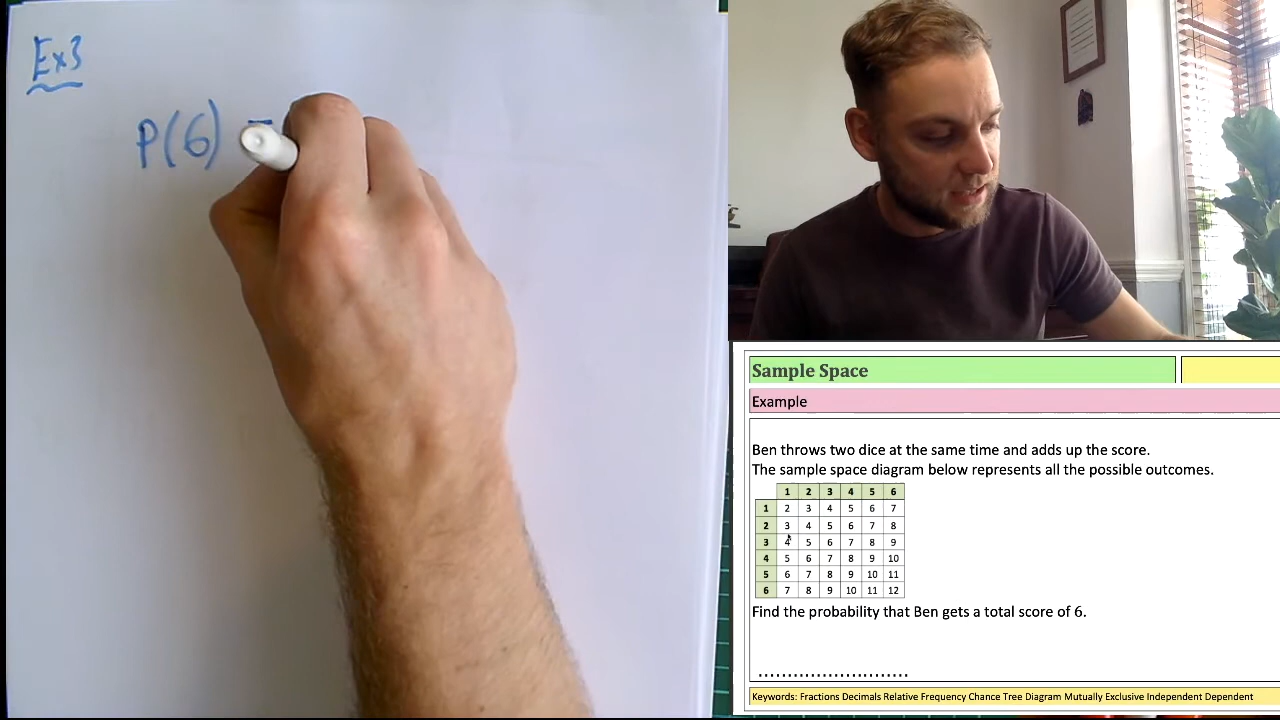 Ex3
P(6) =
Sample Space
Example
Ben throws two dice at the same time and adds up the score.
The sample space diagram below represents all the possible outcomes.
1 2 3 4 5 6
1 2 3 4 5 6 7
2 3 4 5 6 7 8
3 4 5 6 7 8 9
4 5 6 7 8 9 10
5 6 7 8 9 10 11
6 7 8 9 10 11 12
Find the probability that Ben gets a total score of 6.
..........................
Keywords: Fractions Decimals Relative Frequency Chance Tree Diagram Mutually Exclusive Independent Dependent